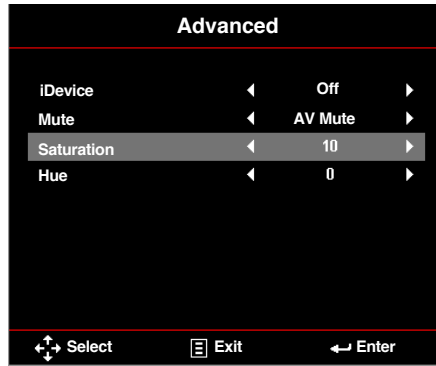 Advanced
iDevice Off
Mute AV Mute
Saturation 10
Hue 0
Select Exit Enter